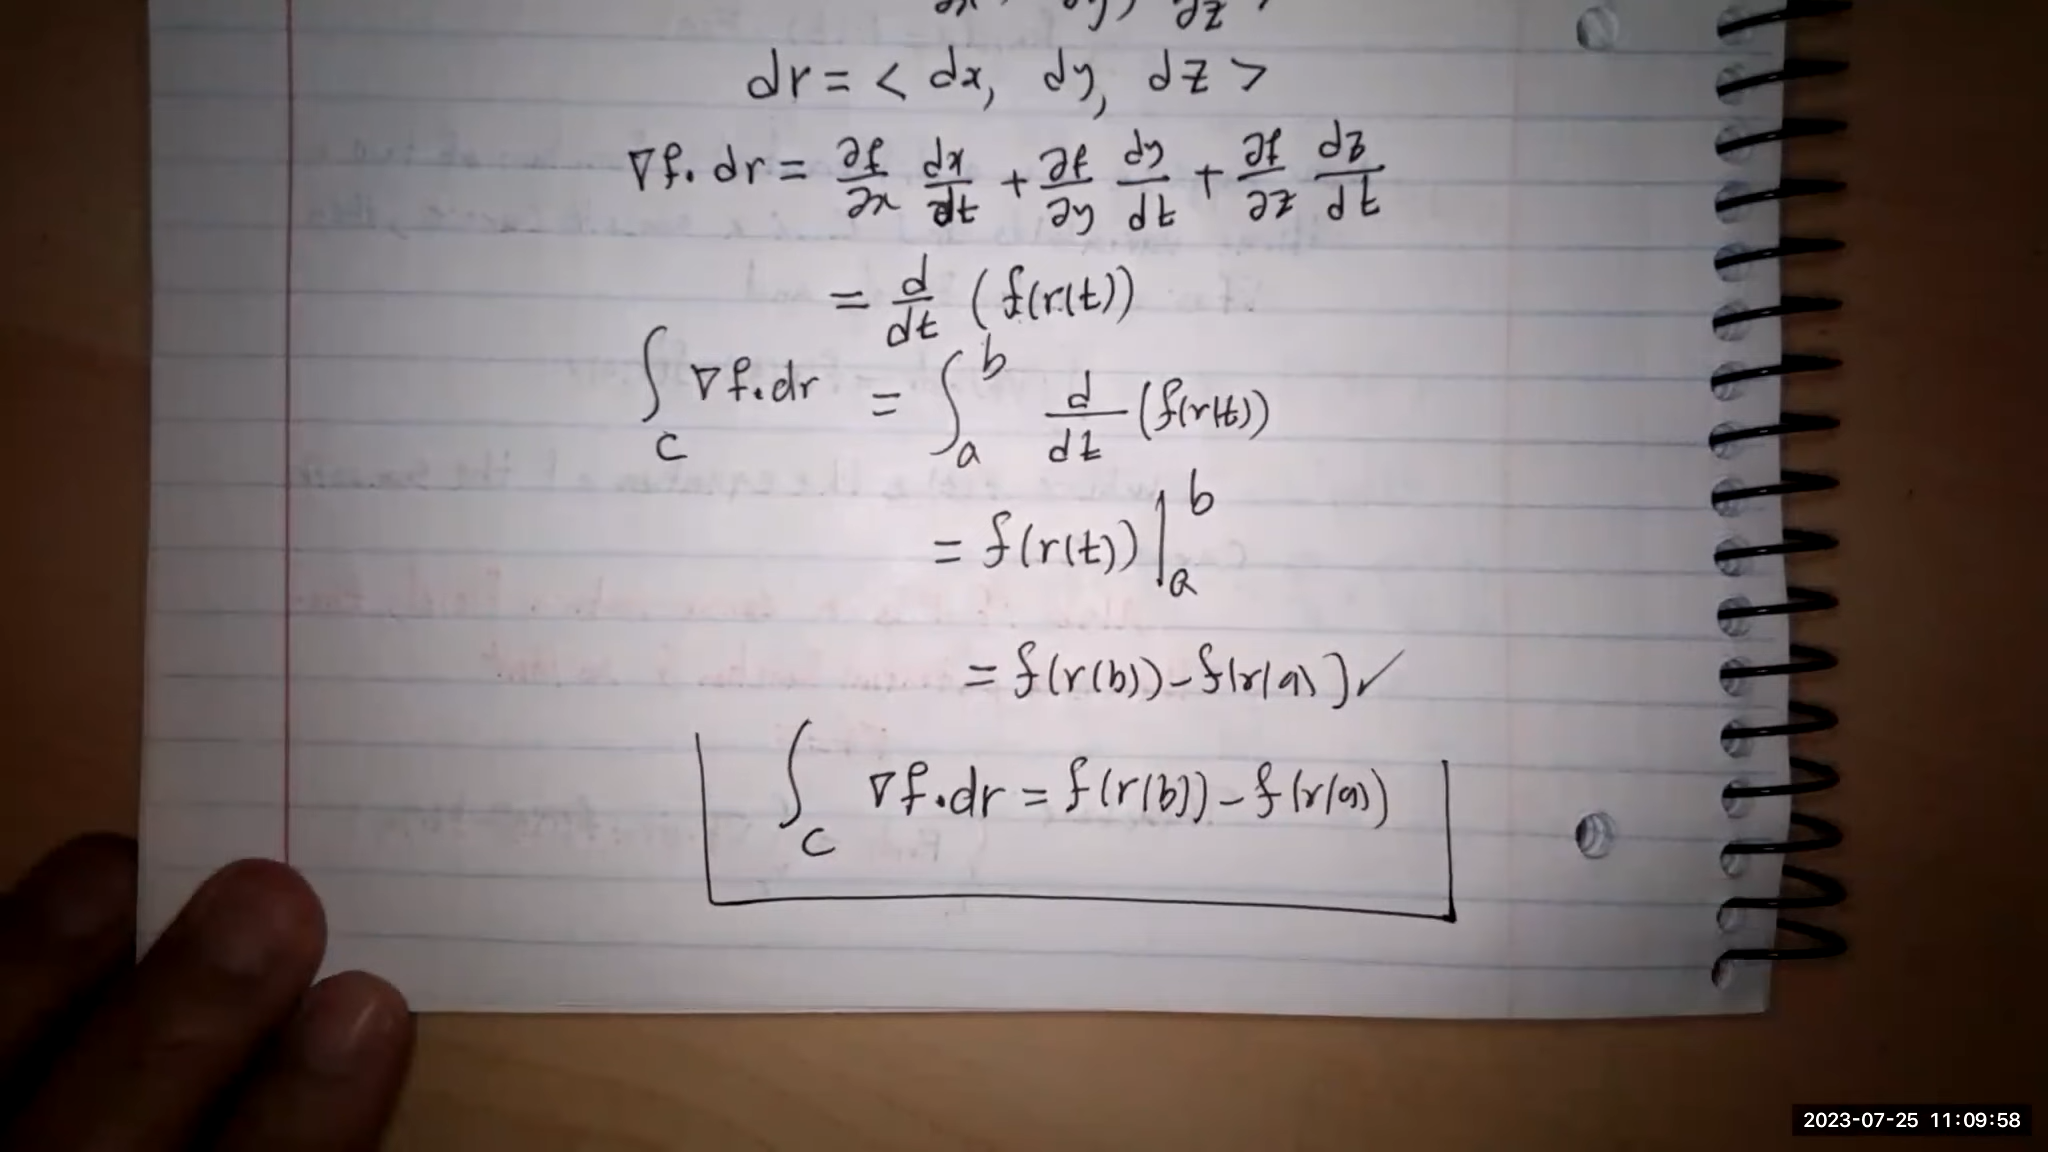 dr = < dx, dy, dz >
∇f. dr = ∂f/∂x dx/dt + ∂f/∂y dy/dt + ∂f/∂z dz/dt
= d/dt (f(r(t))
∫_C ∇f.dr = ∫_a^b d/dt (f(r(t))
= f(r(t)) |_a^b
= f(r(b)) - f(r(a)] ✓
∫_C ∇f.dr = f(r(b)) - f(r(a))
2023-07-25 11:09:58